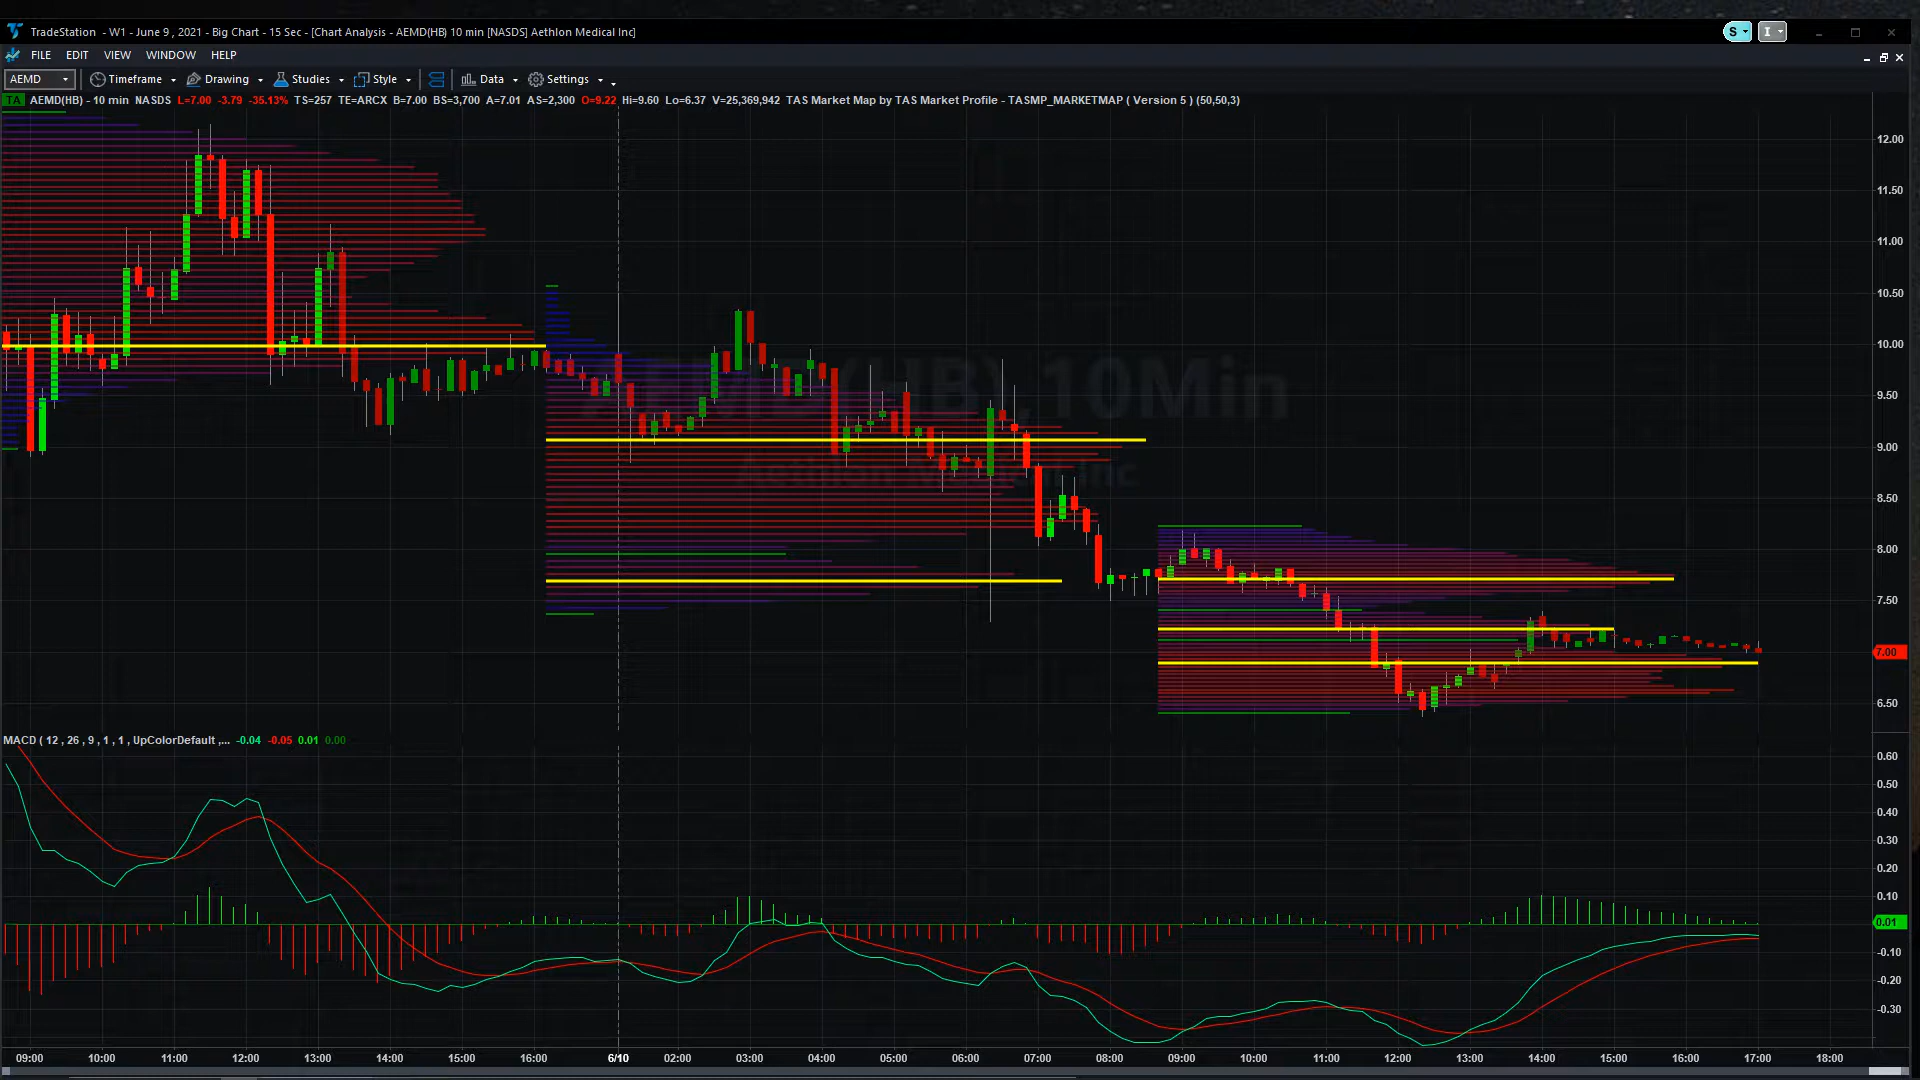 TradeStation - W1 - June 9 , 2021 - Big Chart - 15 Sec - [Chart Analysis - AEMD(HB) 10 min [NASDS] Aethlon Medical Inc]
S I
FILE EDIT VIEW WINDOW HELP
AEMD Timeframe Drawing Studies Style Data Settings
TA AEMD(HB) - 10 min NASDS L=7.00 -3.79 -35.13% TS=257 TE=ARCX B=7.00 BS=3,700 A=7.01 AS=2,300 O=9.22 Hi=9.60 Lo=6.37 V=25,369,942 TAS Market Map by TAS Market Profile - TASMP_MARKETMAP ( Version 5 ) (50,50,3)
12.00
11.50
11.00
10.50
10.00
AEMD(HB),10Min
9.50
9.00
Aethlon Medical Inc
8.50
8.00
7.50
7.00
6.50
MACD ( 12 , 26 , 9 , 1 , 1 , UpColorDefault ,... -0.04 -0.05 0.01 0.00
0.60
0.50
0.40
0.30
0.20
0.10
0.01
-0.10
-0.20
-0.30
09:00 10:00 11:00 12:00 13:00 14:00 15:00 16:00 6/10 02:00 03:00 04:00 05:00 06:00 07:00 08:00 09:00 10:00 11:00 12:00 13:00 14:00 15:00 16:00 17:00 18:00